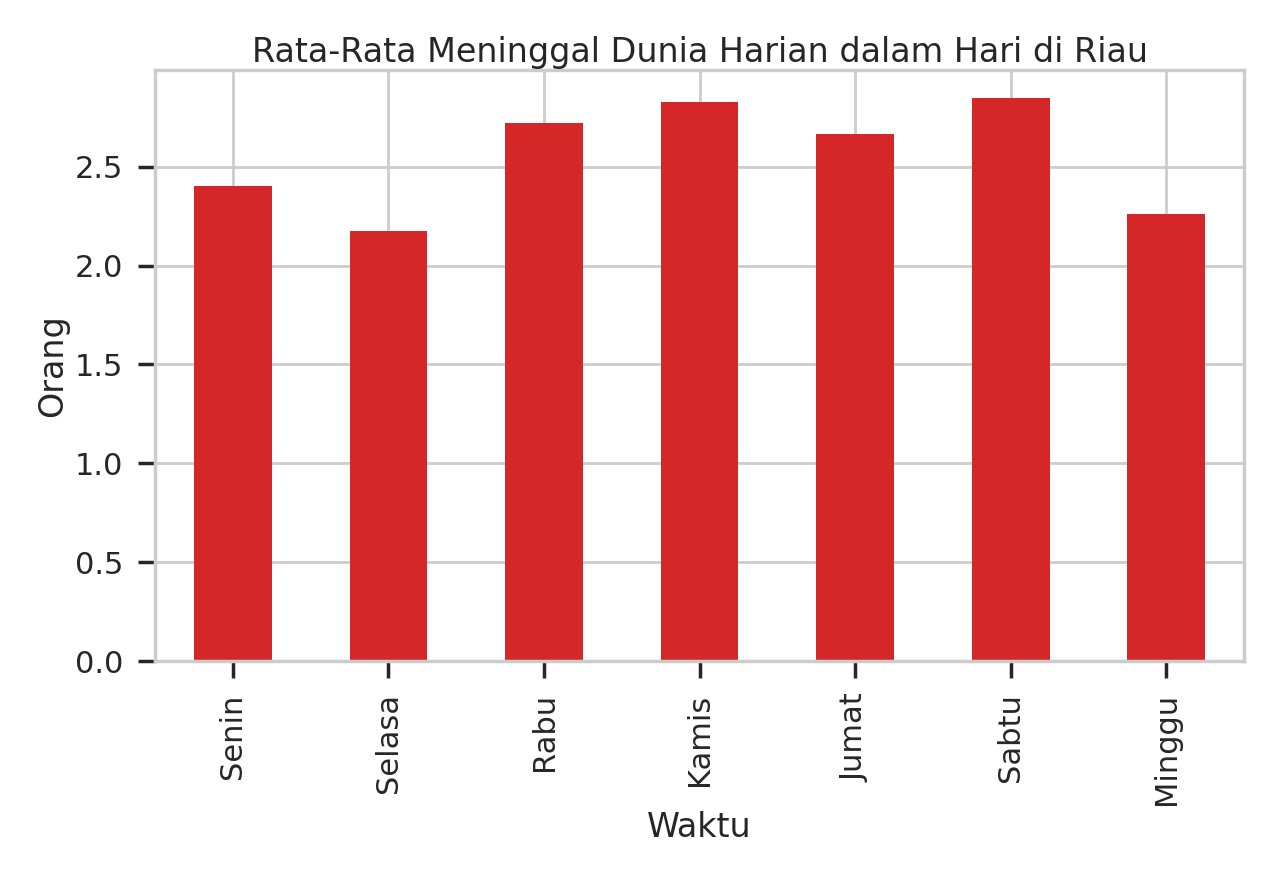 Rata-Rata Meninggal Dunia Harian dalam Hari di Riau
Orang
2.5
2.0
1.5
1.0
0.5
0.0
Senin
Selasa
Rabu
Kamis
Jumat
Sabtu
Minggu
Waktu